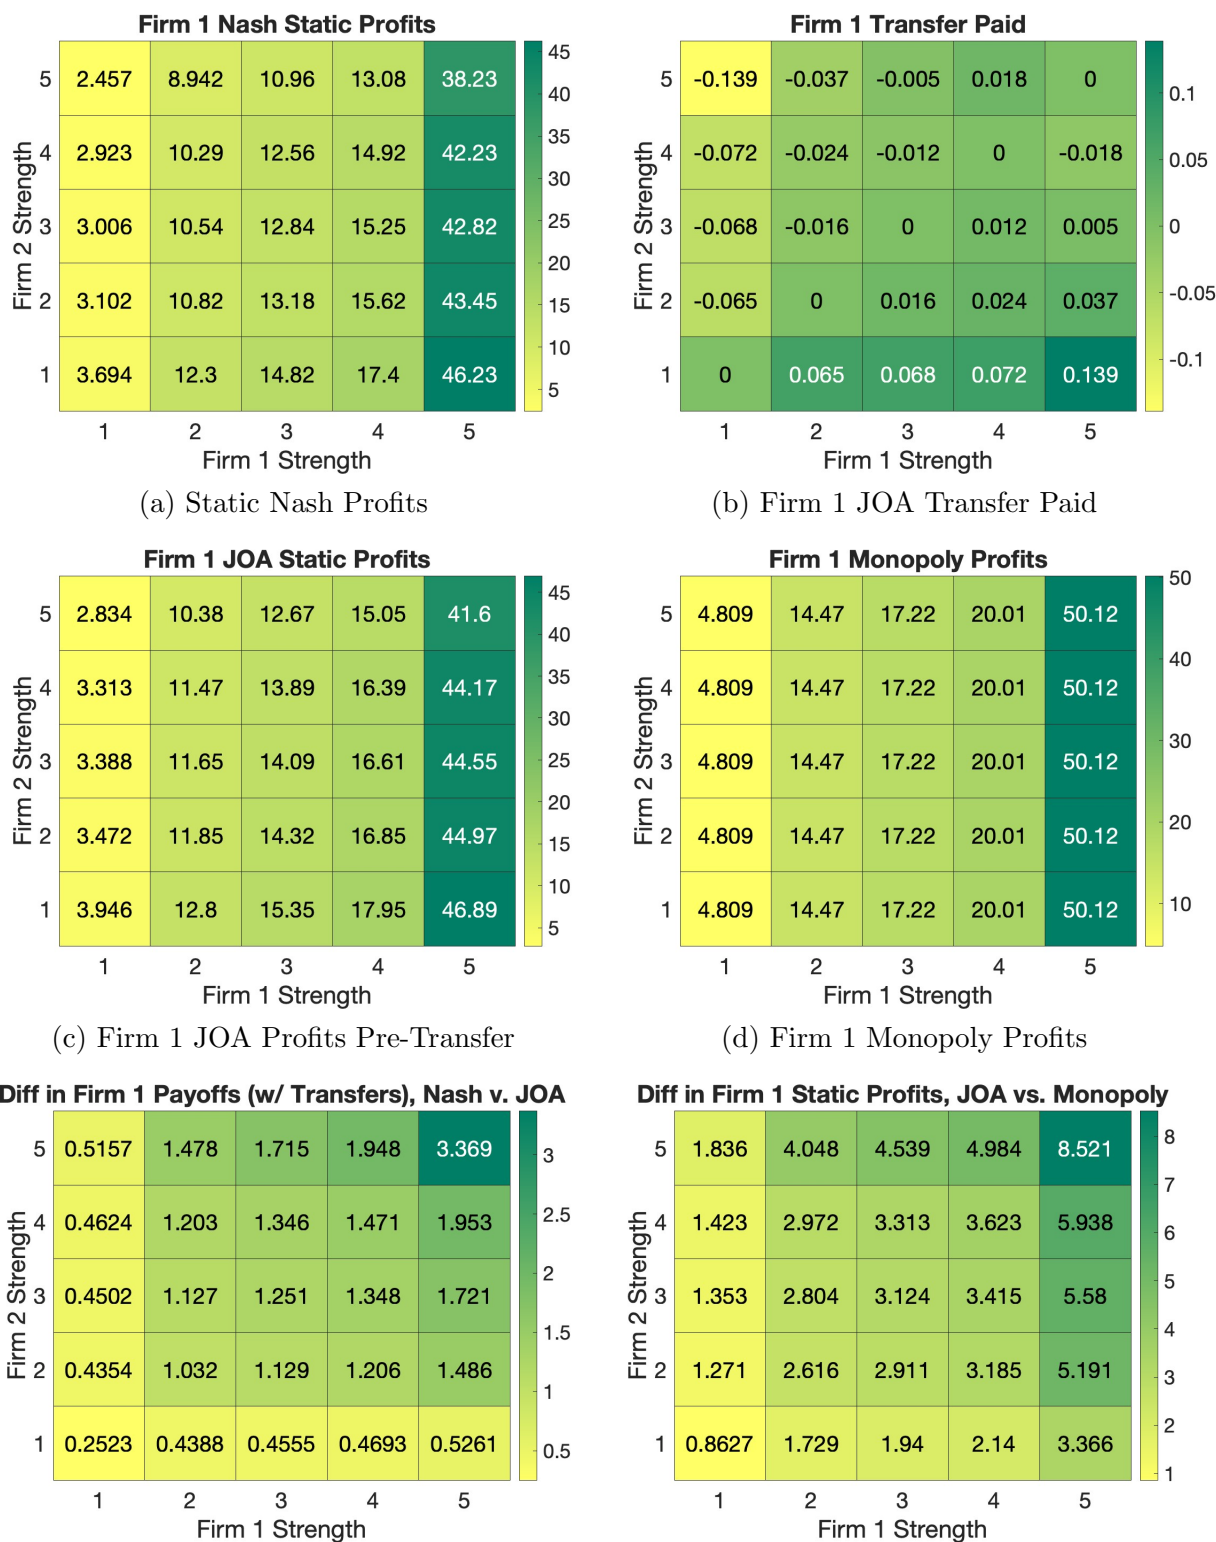 Firm 1 Nash Static Profits
Firm 2 Strength
5 2.457 8.942 10.96 13.08 38.23
4 2.923 10.29 12.56 14.92 42.23
3 3.006 10.54 12.84 15.25 42.82
2 3.102 10.82 13.18 15.62 43.45
1 3.694 12.3 14.82 17.4 46.23
1 2 3 4 5
Firm 1 Strength
45
40
35
30
25
20
15
10
5
(a) Static Nash Profits
Firm 1 Transfer Paid
Firm 2 Strength
5 -0.139 -0.037 -0.005 0.018 0
4 -0.072 -0.024 -0.012 0 -0.018
3 -0.068 -0.016 0 0.012 0.005
2 -0.065 0 0.016 0.024 0.037
1 0 0.065 0.068 0.072 0.139
1 2 3 4 5
Firm 1 Strength
0.1
0.05
0
-0.05
-0.1
(b) Firm 1 JOA Transfer Paid
Firm 1 JOA Static Profits
Firm 2 Strength
5 2.834 10.38 12.67 15.05 41.6
4 3.313 11.47 13.89 16.39 44.17
3 3.388 11.65 14.09 16.61 44.55
2 3.472 11.85 14.32 16.85 44.97
1 3.946 12.8 15.35 17.95 46.89
1 2 3 4 5
Firm 1 Strength
45
40
35
30
25
20
15
10
5
(c) Firm 1 JOA Profits Pre-Transfer
Firm 1 Monopoly Profits
Firm 2 Strength
5 4.809 14.47 17.22 20.01 50.12
4 4.809 14.47 17.22 20.01 50.12
3 4.809 14.47 17.22 20.01 50.12
2 4.809 14.47 17.22 20.01 50.12
1 4.809 14.47 17.22 20.01 50.12
1 2 3 4 5
Firm 1 Strength
50
40
30
20
10
(d) Firm 1 Monopoly Profits
Diff in Firm 1 Payoffs (w/ Transfers), Nash v. JOA
Firm 2 Strength
5 0.5157 1.478 1.715 1.948 3.369
4 0.4624 1.203 1.346 1.471 1.953
3 0.4502 1.127 1.251 1.348 1.721
2 0.4354 1.032 1.129 1.206 1.486
1 0.2523 0.4388 0.4555 0.4693 0.5261
1 2 3 4 5
Firm 1 Strength
3
2.5
2
1.5
1
0.5
Diff in Firm 1 Static Profits, JOA vs. Monopoly
Firm 2 Strength
5 1.836 4.048 4.539 4.984 8.521
4 1.423 2.972 3.313 3.623 5.938
3 1.353 2.804 3.124 3.415 5.58
2 1.271 2.616 2.911 3.185 5.191
1 0.8627 1.729 1.94 2.14 3.366
1 2 3 4 5
Firm 1 Strength
8
7
6
5
4
3
2
1